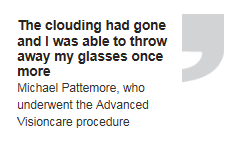 The clouding had gone
and I was able to throw
away my glasses once
more
Michael Pattemore, who
underwent the Advanced
Visioncare procedure